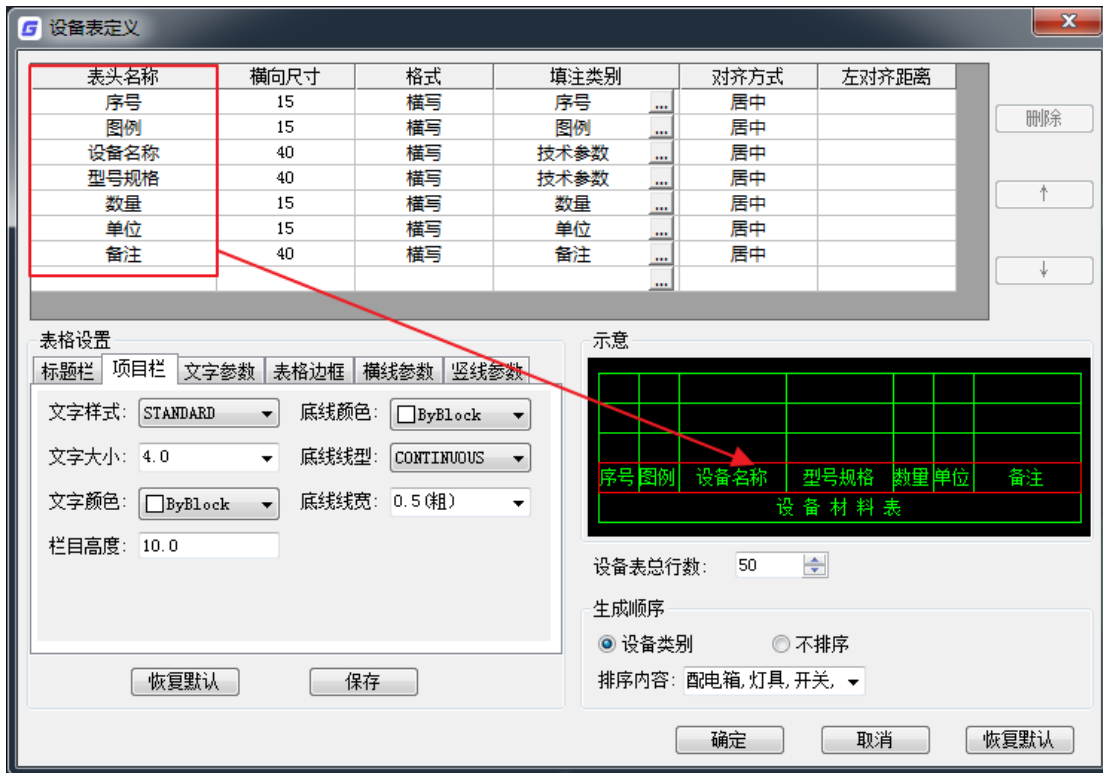 设备表定义
表头名称 横向尺寸 格式 填注类别 对齐方式 左对齐距离
序号 15 横写 序号 ... 居中
图例 15 横写 图例 ... 居中
设备名称 40 横写 技术参数 ... 居中
型号规格 40 横写 技术参数 ... 居中
数量 15 横写 数量 ... 居中
单位 15 横写 单位 ... 居中
备注 40 横写 备注 ... 居中
...
删除
↑
↓
表格设置
标题栏 项目栏 文字参数 表格边框 横线参数 竖线参数
文字样式: STANDARD 底线颜色: ByBlock
文字大小: 4.0 底线线型: CONTINUOUS
文字颜色: ByBlock 底线线宽: 0.5(粗)
栏目高度: 10.0
恢复默认 保存
示意
序号 图例 设备名称 型号规格 数量 单位 备注
设备材料表
设备表总行数: 50
生成顺序
设备类别 不排序
排序内容: 配电箱,灯具,开关,
确定 取消 恢复默认